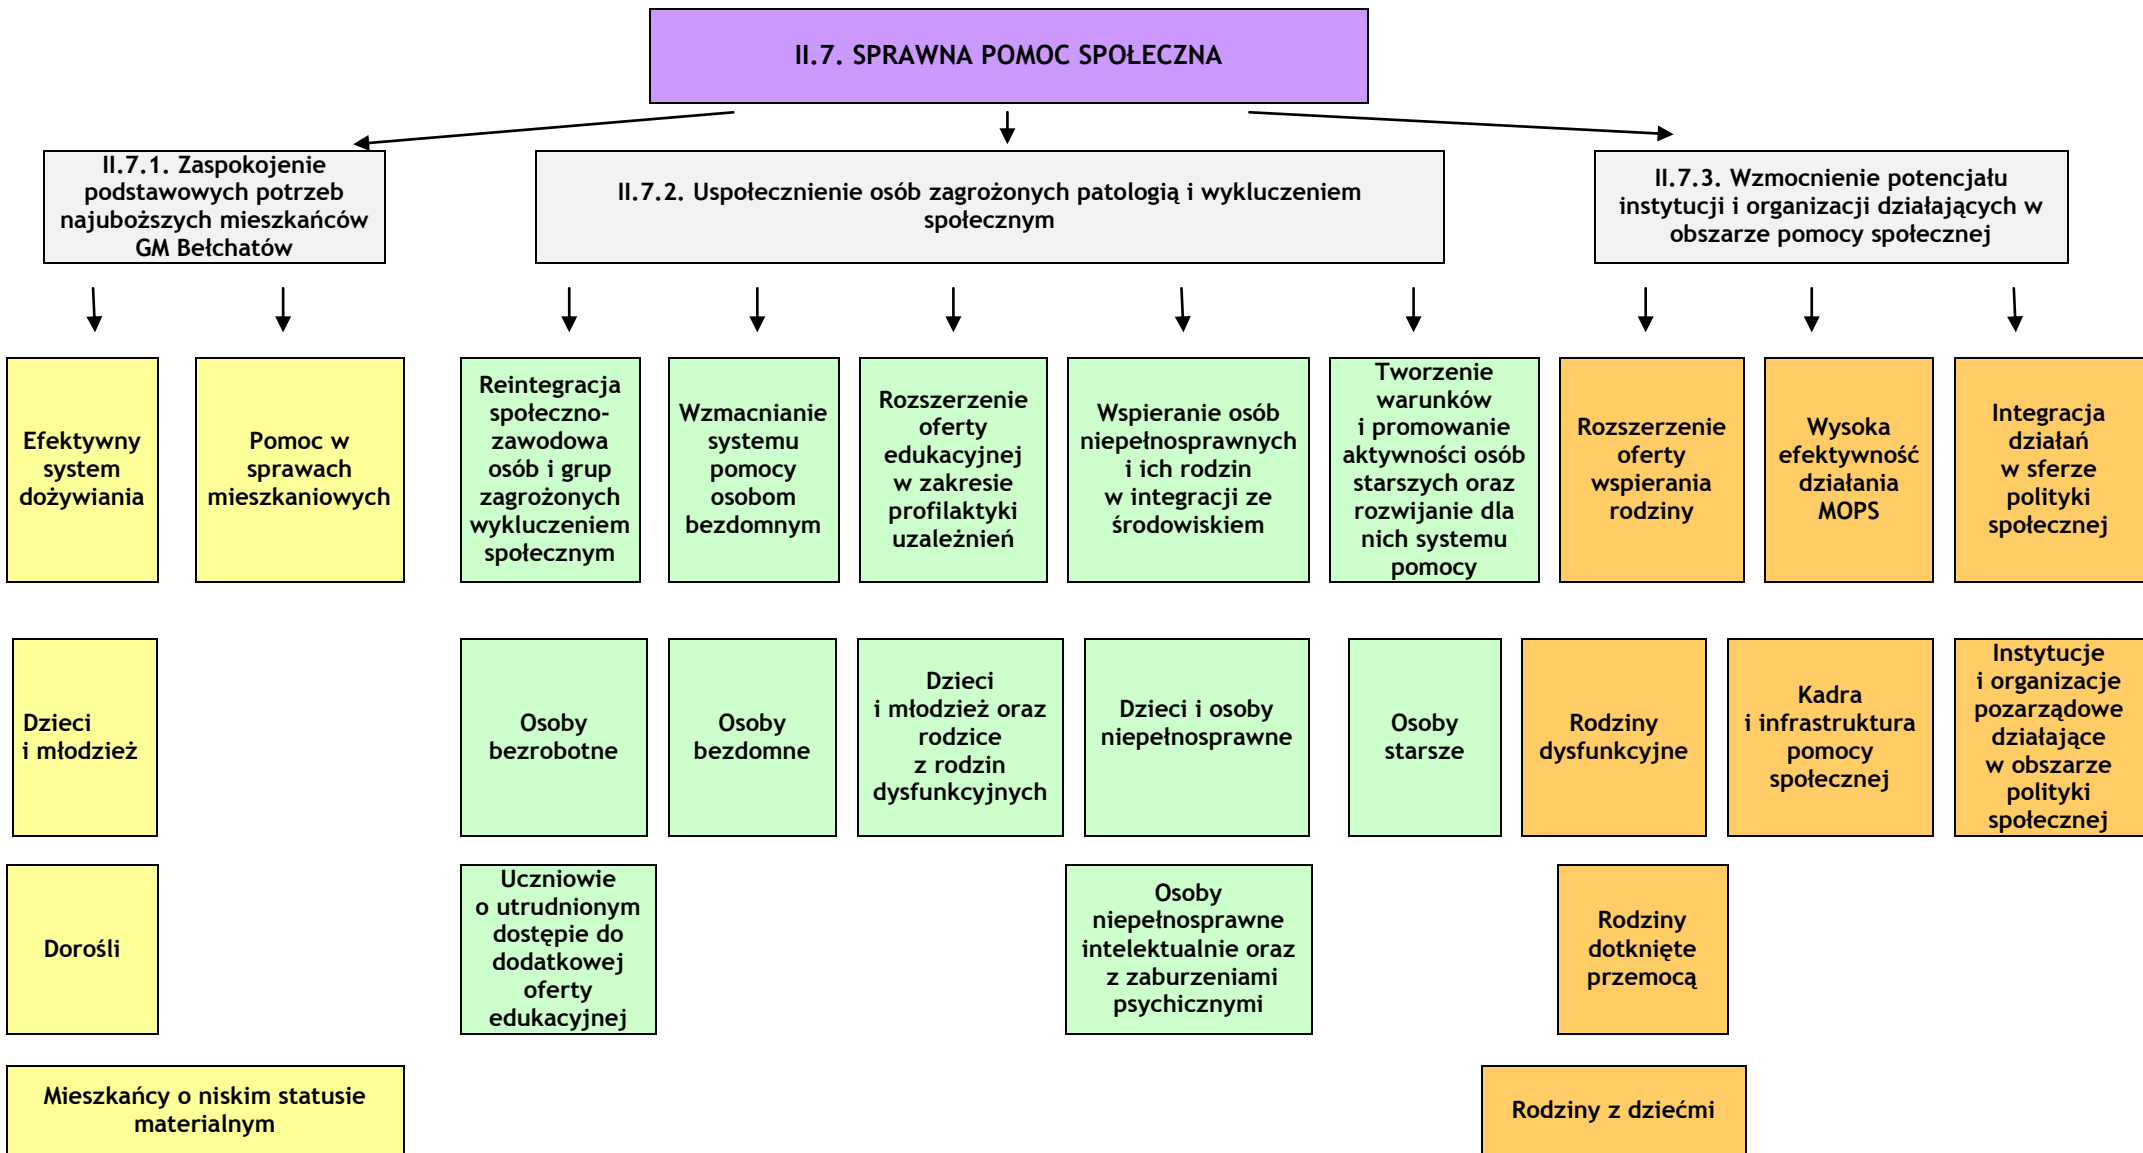 II.7. SPRAWNA POMOC SPOŁECZNA
II.7.1. Zaspokojenie
podstawowych potrzeb
najuboższych mieszkańców
GM Bełchatów
II.7.2. Uspołecznienie osób zagrożonych patologią i wykluczeniem
społecznym
II.7.3. Wzmocnienie potencjału
instytucji i organizacji działających w
obszarze pomocy społecznej
Efektywny
system
dożywiania
Pomoc w
sprawach
mieszkaniowych
Reintegracja
społeczno-
zawodowa
osób i grup
zagrożonych
wykluczeniem
społecznym
Wzmacnianie
systemu
pomocy
osobom
bezdomnym
Rozszerzenie
oferty
edukacyjnej
w zakresie
profilaktyki
uzależnień
Wspieranie osób
niepełnosprawnych
i ich rodzin
w integracji ze
środowiskiem
Tworzenie
warunków
i promowanie
aktywności osób
starszych oraz
rozwijanie dla
nich systemu
pomocy
Rozszerzenie
oferty
wspierania
rodziny
Wysoka
efektywność
działania
MOPS
Integracja
działań
w sferze
polityki
społecznej
Dzieci
i młodzież
Osoby
bezrobotne
Osoby
bezdomne
Dzieci
i młodzież oraz
rodzice
z rodzin
dysfunkcyjnych
Dzieci i osoby
niepełnosprawne
Osoby
starsze
Rodziny
dysfunkcyjne
Kadra
i infrastruktura
pomocy
społecznej
Instytucje
i organizacje
pozarządowe
działające
w obszarze
polityki
społecznej
Dorośli
Uczniowie
o utrudnionym
dostępie do
dodatkowej
oferty
edukacyjnej
Osoby
niepełnosprawne
intelektualnie oraz
z zaburzeniami
psychicznymi
Rodziny
dotknięte
przemocą
Mieszkańcy o niskim statusie
materialnym
Rodziny z dziećmi